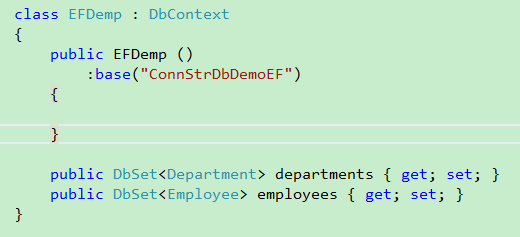 class EFDemp : DbContext
{
    public EFDemp ()
        :base("ConnStrDbDemoEF")
    {
    }
    public DbSet<Department> departments { get; set; }
    public DbSet<Employee> employees { get; set; }
}